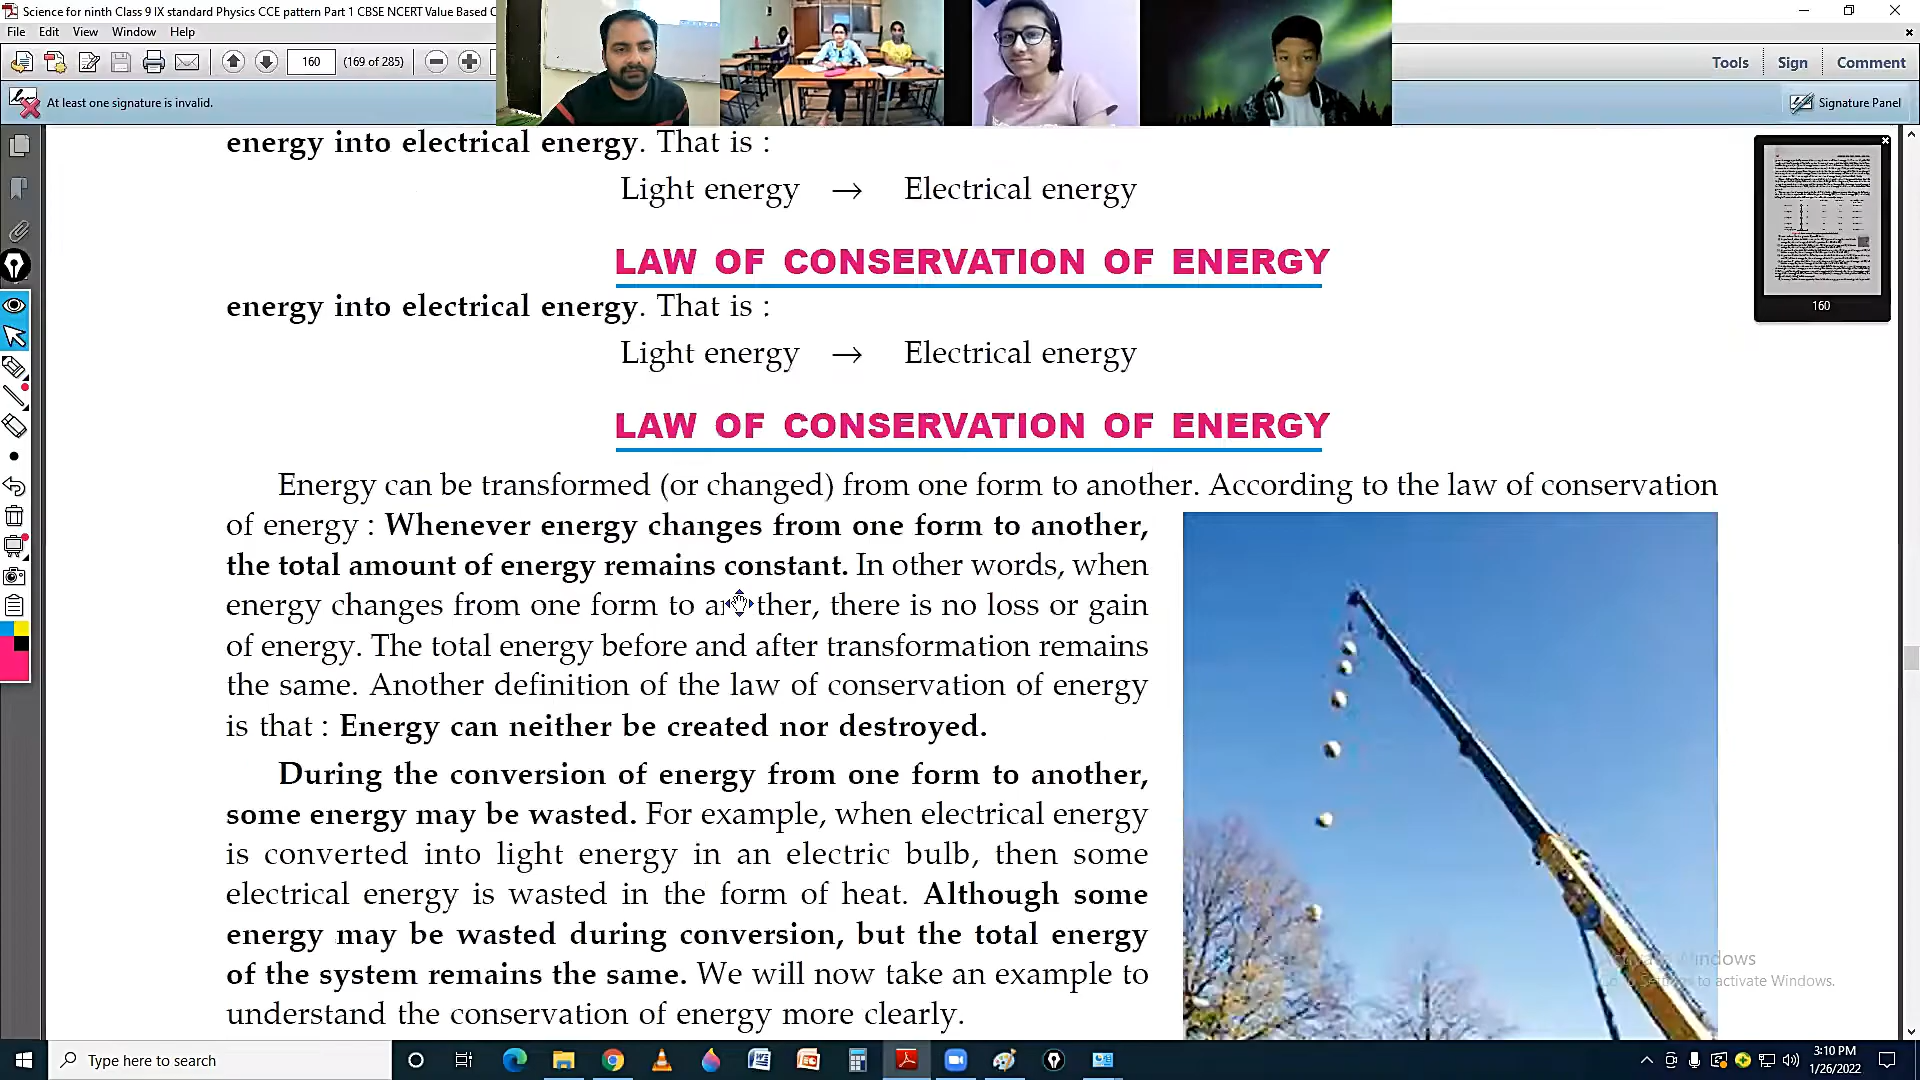 Science for ninth Class 9 IX standard Physics CCE pattern Part 1 CBSE NCERT Value Based
File Edit View Window Help
160 (169 of 285)
Tools Sign Comment
At least one signature is invalid.
Signature Panel
energy into electrical energy. That is :
Light energy → Electrical energy
LAW OF CONSERVATION OF ENERGY
energy into electrical energy. That is :
160
Light energy → Electrical energy
LAW OF CONSERVATION OF ENERGY
Energy can be transformed (or changed) from one form to another. According to the law of conservation
of energy : Whenever energy changes from one form to another,
the total amount of energy remains constant. In other words, when
energy changes from one form to another, there is no loss or gain
of energy. The total energy before and after transformation remains
the same. Another definition of the law of conservation of energy
is that : Energy can neither be created nor destroyed.
During the conversion of energy from one form to another,
some energy may be wasted. For example, when electrical energy
is converted into light energy in an electric bulb, then some
electrical energy is wasted in the form of heat. Although some
energy may be wasted during conversion, but the total energy
of the system remains the same. We will now take an example to
understand the conservation of energy more clearly.
Activate Windows
Go to Settings to activate Windows.
Type here to search
3:10 PM
1/26/2022